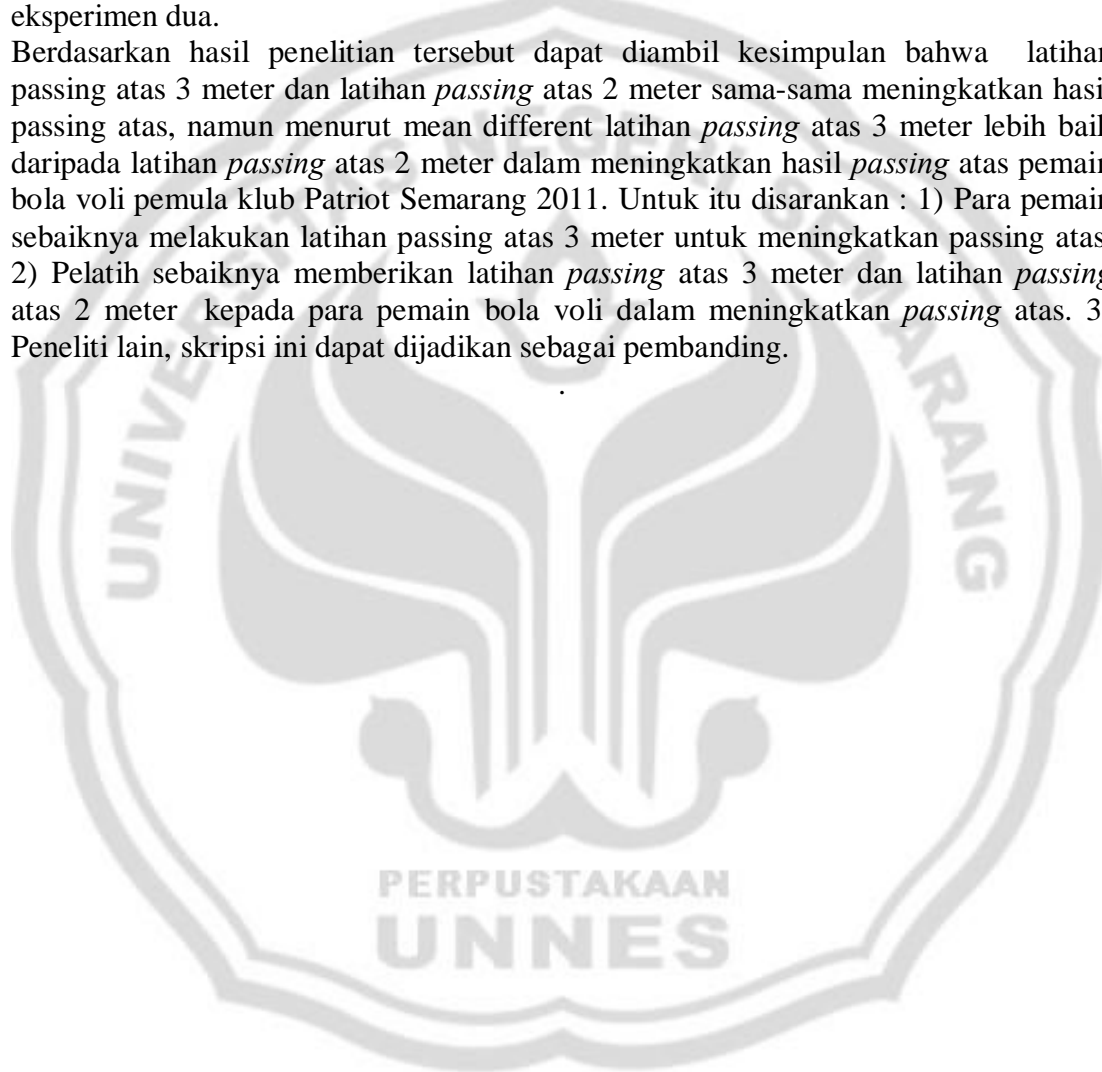 eksperimen dua.
Berdasarkan hasil penelitian tersebut dapat diambil kesimpulan bahwa latihan
passing atas 3 meter dan latihan passing atas 2 meter sama-sama meningkatkan hasi
passing atas, namun menurut mean different latihan passing atas 3 meter lebih baik
daripada latihan passing atas 2 meter dalam meningkatkan hasil passing atas pemain
bola voli pemula klub Patriot Semarang 2011. Untuk itu disarankan : 1) Para pemain
sebaiknya melakukan latihan passing atas 3 meter untuk meningkatkan passing atas
2) Pelatih sebaiknya memberikan latihan passing atas 3 meter dan latihan passing
atas 2 meter kepada para pemain bola voli dalam meningkatkan passing atas. 3
Peneliti lain, skripsi ini dapat dijadikan sebagai pembanding.
.
UNIVERSITAS NEGERI SEMARANG
PERPUSTAKAAN
UNNES